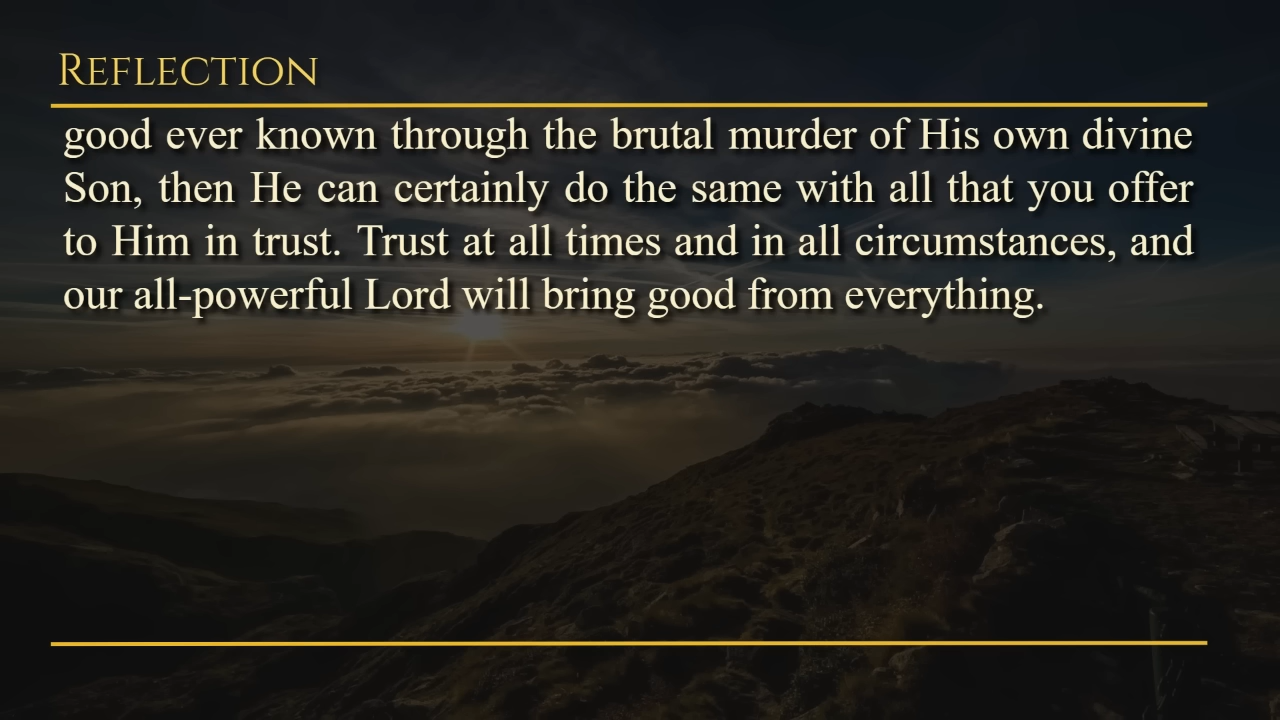 Reflection
good ever known through the brutal murder of His own divine
Son, then He can certainly do the same with all that you offer
to Him in trust. Trust at all times and in all circumstances, and
our all-powerful Lord will bring good from everything.